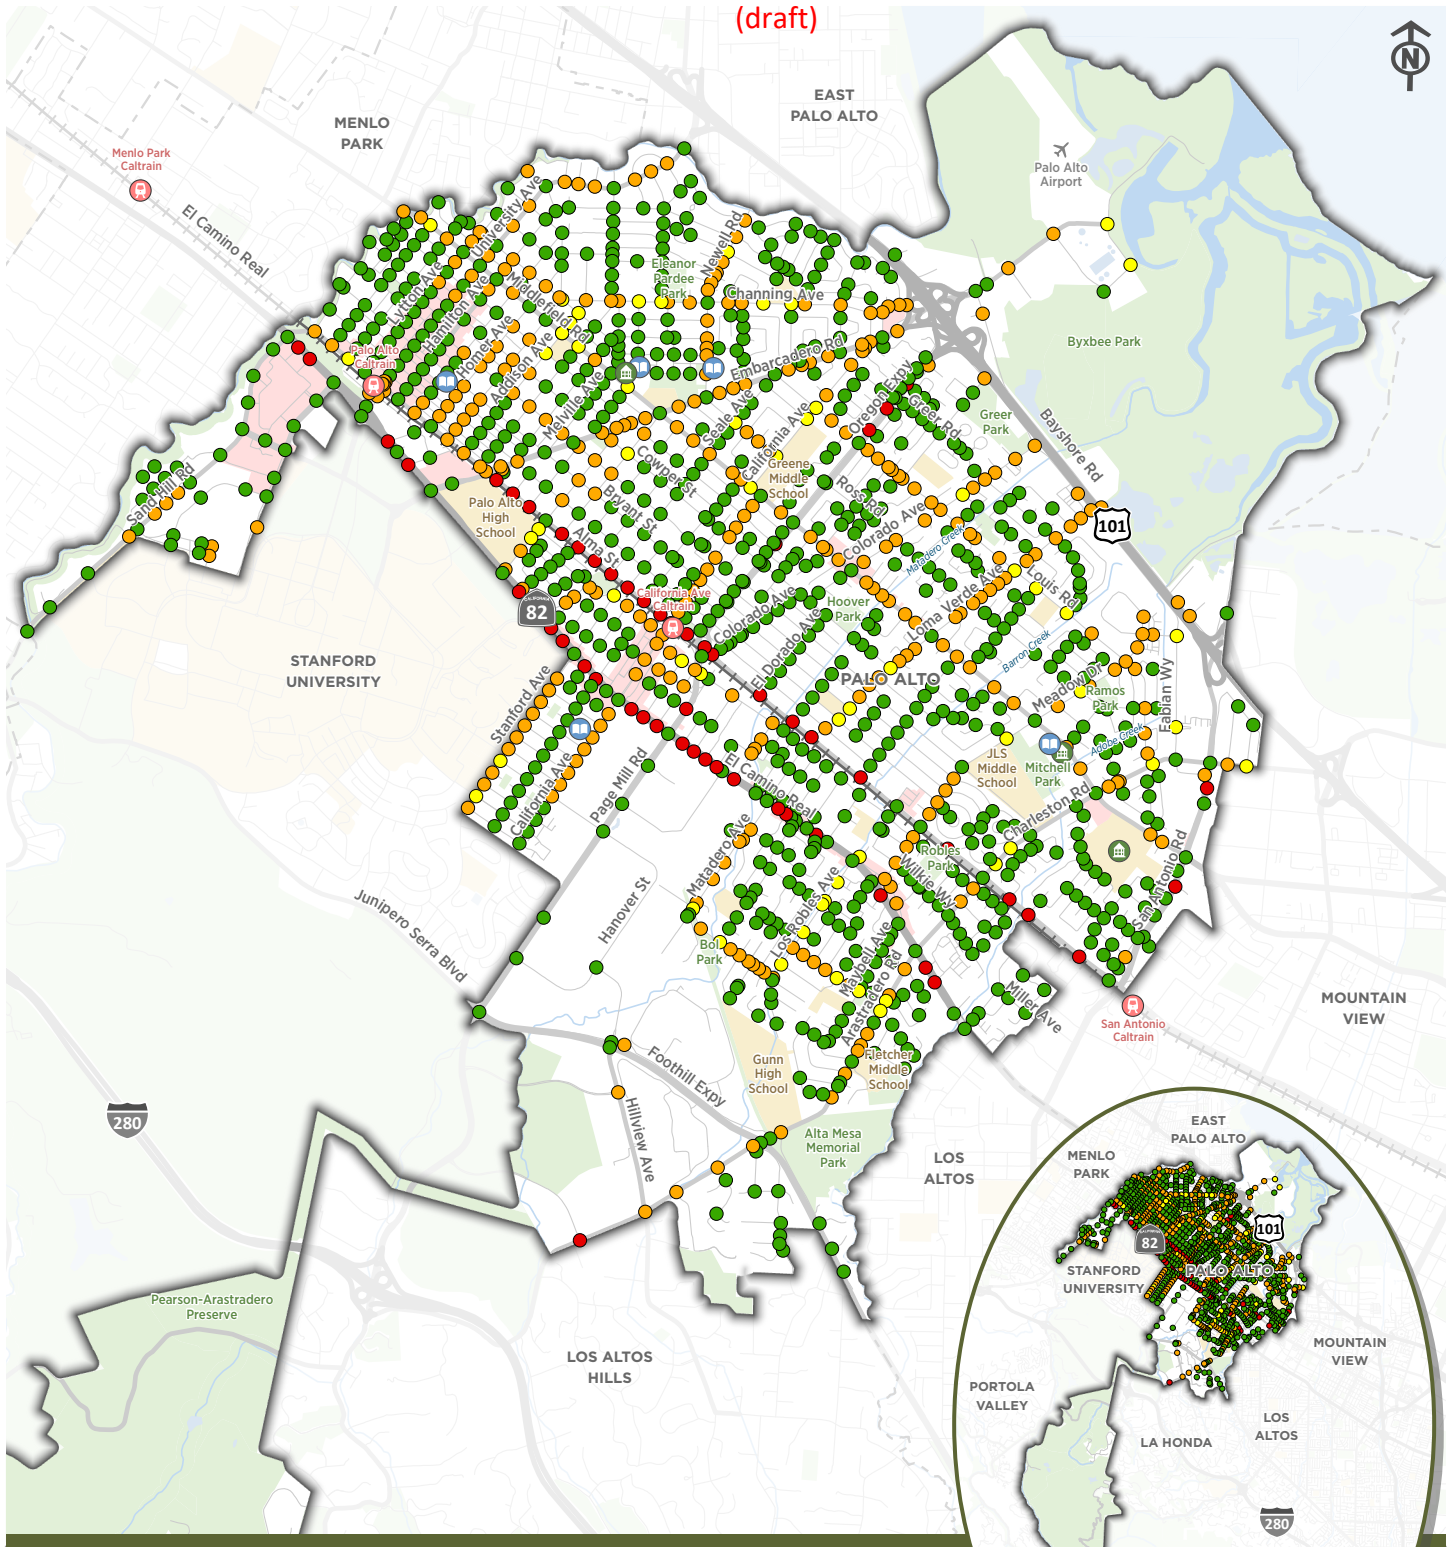 (draft)
N
EAST
PALO ALTO
MENLO
PARK
Menlo Park
Caltrain
Palo Alto
Airport
El Camino Real
University Ave
Lytton Ave
Hamilton Ave
Middlefield Rd
Newell Rd
Eleanor
Pardee
Park
Channing Ave
Byxbee Park
Palo Alto
Caltrain
Homer Ave
Addison Ave
Embarcadero Rd
Melville Ave
Seale Ave
California Ave
Oregon Expy
Greer Rd
Greer
Park
Bayshore Rd
Greene
Middle
School
Cowper St
Bryant St
Ross Rd
Colorado Ave
Sand Hill Rd
Palo Alto
High
School
Alma St
101
Matadero Creek
Louis Rd
Loma Verde Ave
California Ave
Caltrain
CALIFORNIA
82
Hoover
Park
Colorado Ave
El Dorado Ave
Barron Creek
STANFORD
UNIVERSITY
PALO ALTO
Meadow Dr
Ramos
Park
Fabian Wy
Stanford Ave
Adobe Creek
California Ave
Page Mill Rd
El Camino Real
JLS
Middle
School
Mitchell
Park
Charleston Rd
Robles
Park
Wilkie Wy
San Antonio Rd
Matadero Ave
Los Robles Ave
Hanover St
Junipero Serra Blvd
Bol
Park
Maybell Ave
Arastradero Rd
Miller Ave
MOUNTAIN
VIEW
San Antonio
Caltrain
Gunn
High
School
Fletcher
Middle
School
Foothill Expy
Hillview Ave
280
Alta Mesa
Memorial
Park
LOS
ALTOS
Pearson-Arastradero
Preserve
LOS ALTOS
HILLS
EAST
PALO ALTO
MENLO
PARK
101
CALIFORNIA
82
STANFORD
UNIVERSITY
PALO ALTO
MOUNTAIN
VIEW
PORTOLA
VALLEY
LOS
ALTOS
LA HONDA
280